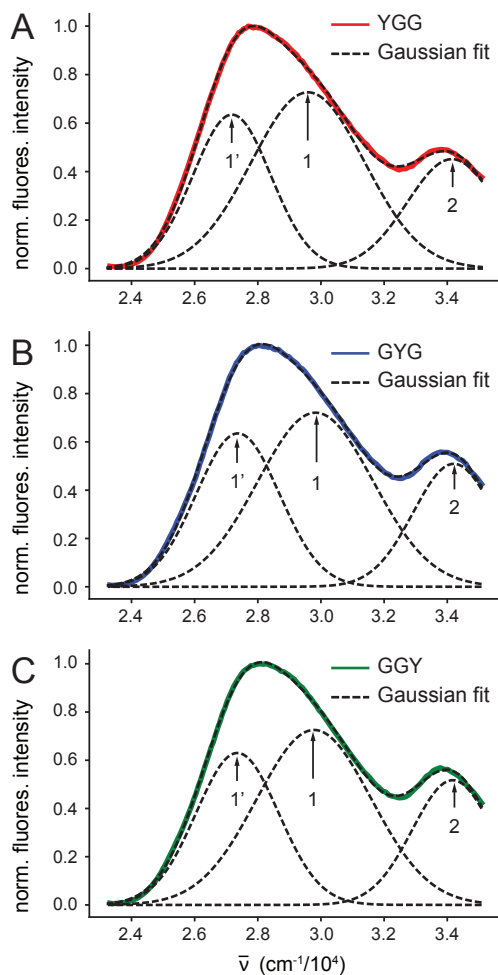 A
YGG
Gaussian fit
norm. fluores. intensity
1.0
0.8
0.6
0.4
0.2
0.0
1'
1
2
2.4 2.6 2.8 3.0 3.2 3.4
B
GYG
Gaussian fit
norm. fluores. intensity
1.0
0.8
0.6
0.4
0.2
0.0
1'
1
2
2.4 2.6 2.8 3.0 3.2 3.4
C
GGY
Gaussian fit
norm. fluores. intensity
1.0
0.8
0.6
0.4
0.2
0.0
1'
1
2
2.4 2.6 2.8 3.0 3.2 3.4
ν̅ (cm⁻¹/10⁴)